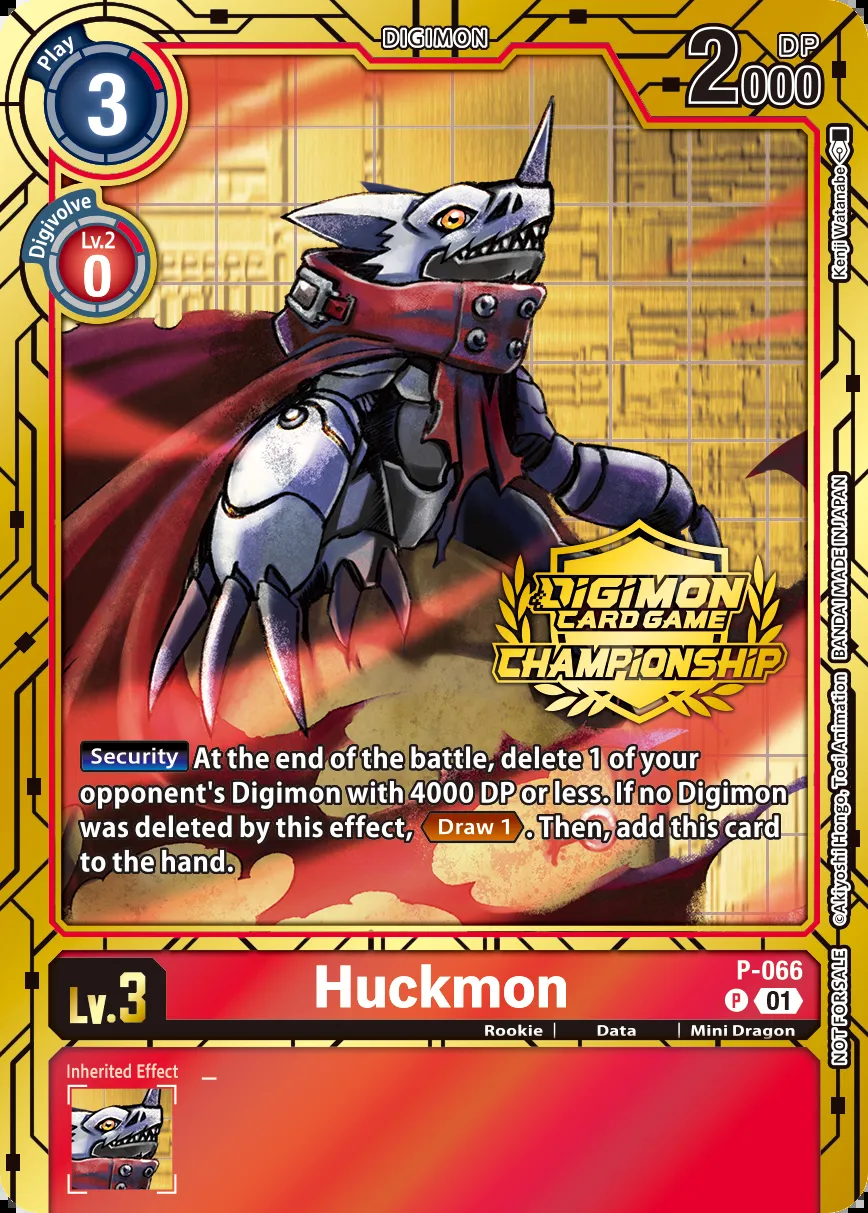 DIGIMON
Play
3
DP
2000
Digivolve
Lv.2
0
Kenji Watanabe
DIGIMON
CARD GAME
CHAMPIONSHIP
Security At the end of the battle, delete 1 of your
opponent's Digimon with 4000 DP or less. If no Digimon
was deleted by this effect, Draw 1. Then, add this card
to the hand.
©Akiyoshi Hongo, Toei Animation BANDAI MADE IN JAPAN
NOT FOR SALE
Lv.3
Huckmon
P-066
P 01
Rookie | Data | Mini Dragon
Inherited Effect –